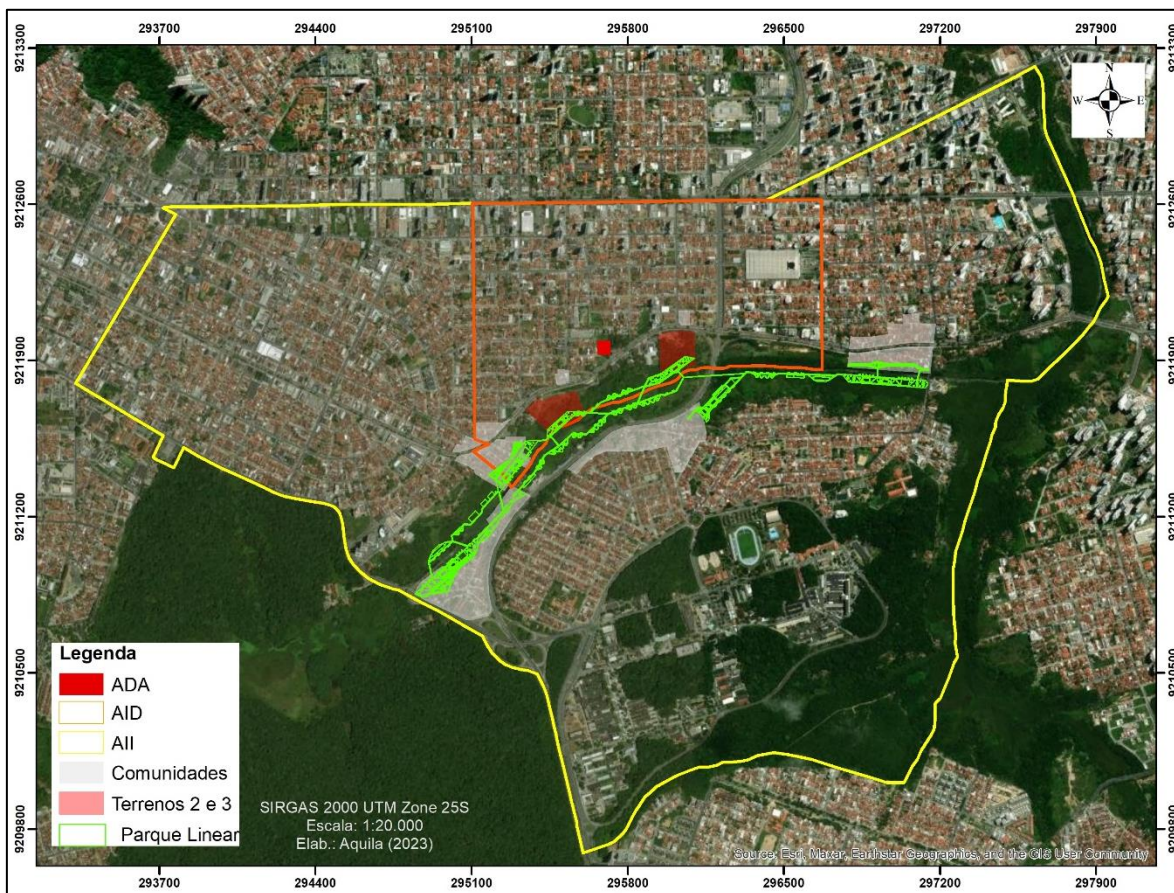 293700 294400 295100 295800 296500 297200 297900
9213300 9213300
N
W E
S
9212600 9212600
9211900 9211900
9211200 9211200
9210500 9210500
9209800 9209800
Legenda
ADA
AID
AII
Comunidades
Terrenos 2 e 3
Parque Linear
SIRGAS 2000 UTM Zone 25S
Escala: 1:20.000
Elab.: Aquila (2023)
Source: Esri, Maxar, Earthstar Geographics, and the GIS User Community
293700 294400 295100 295800 296500 297200 297900